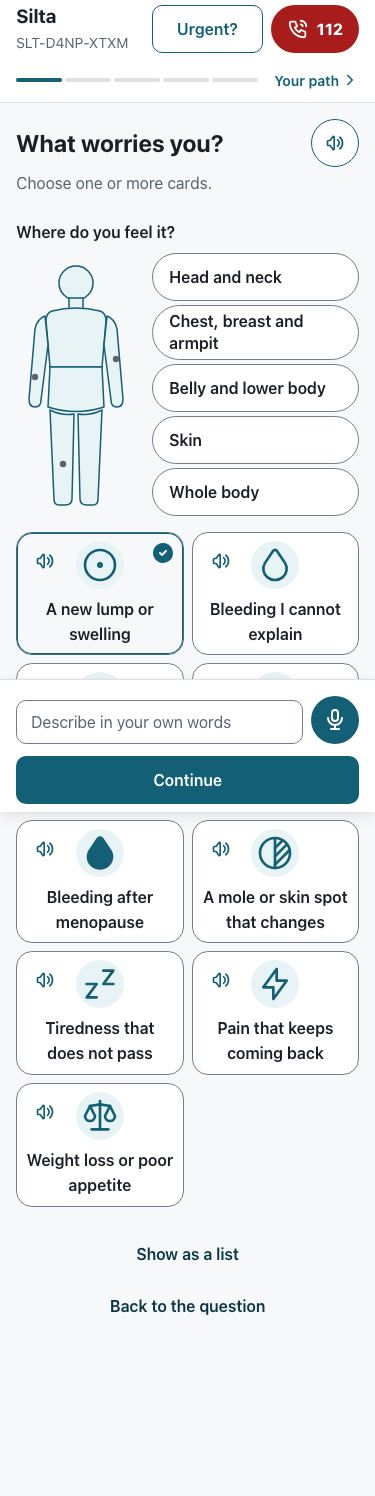 Silta
SLT-D4NP-XTXM
Urgent?
112
Your path
What worries you?
Choose one or more cards.
Where do you feel it?
Head and neck
Chest, breast and
armpit
Belly and lower body
Skin
Whole body
A new lump or
swelling
Bleeding I cannot
explain
Describe in your own words
Continue
Bleeding after
menopause
A mole or skin spot
that changes
Tiredness that
does not pass
Pain that keeps
coming back
Weight loss or poor
appetite
Show as a list
Back to the question